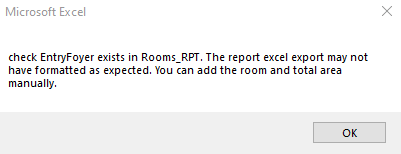 Microsoft Excel
check EntryFoyer exists in Rooms_RPT. The report excel export may not
have formatted as expected. You can add the room and total area
manually.
OK